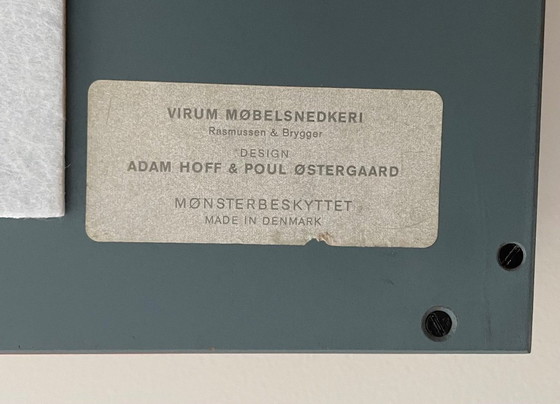 VIRUM MØBELSNEDKERI
Rasmussen & Brygger
DESIGN
ADAM HOFF & POUL ØSTERGAARD
MØNSTERBESKYTTET
MADE IN DENMARK